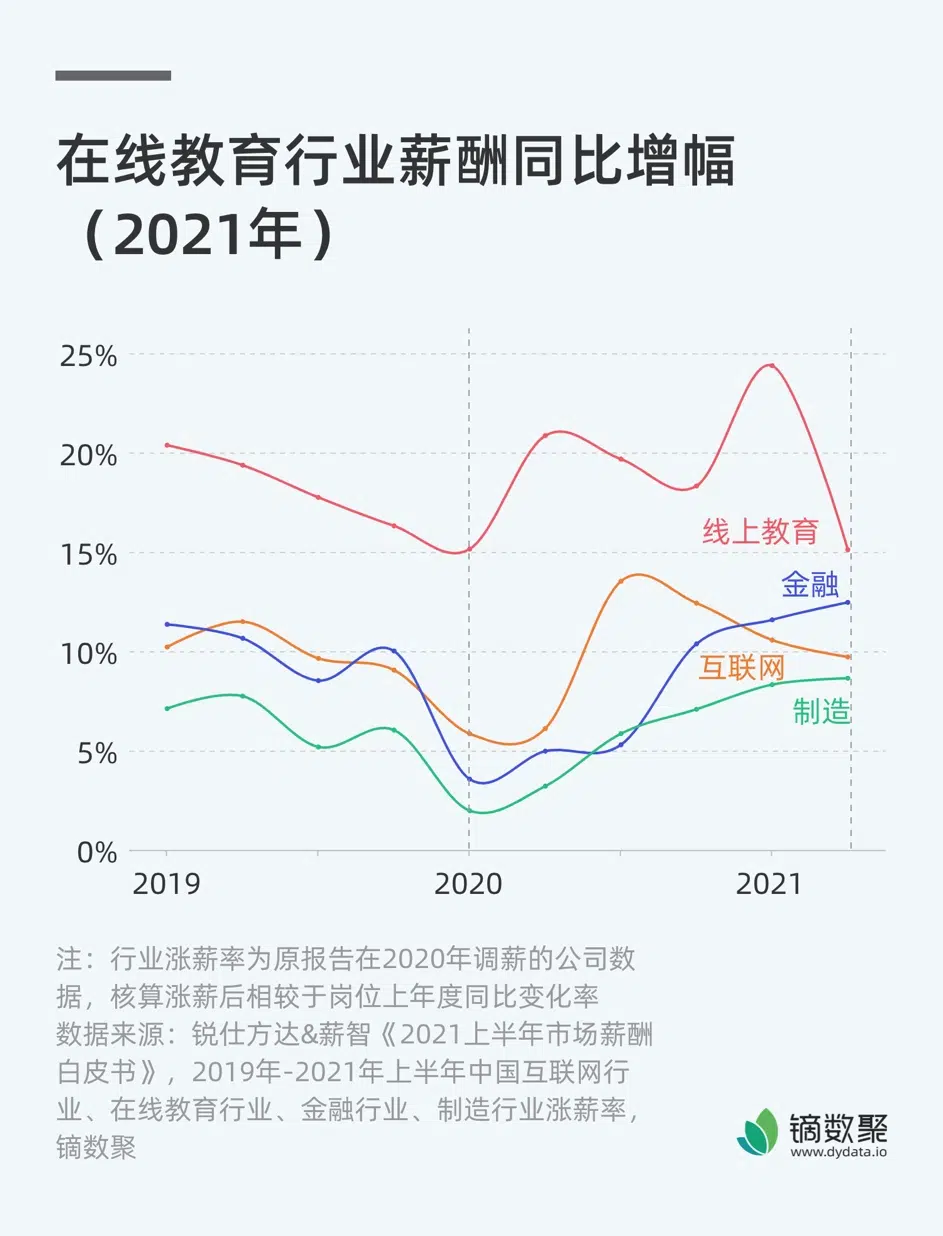 在线教育行业薪酬同比增幅
（2021年）
25%
20%
15%
10%
5%
0%
线上教育
金融
互联网
制造
2019
2020
2021
注：行业涨薪率为原报告在2020年调薪的公司数
据，核算涨薪后相较于岗位上年度同比变化率
数据来源：锐仕方达&薪智《2021上半年市场薪酬
白皮书》，2019年-2021年上半年中国互联网行
业、在线教育行业、金融行业、制造行业涨薪率，
镝数聚
镝数聚
www.dydata.io